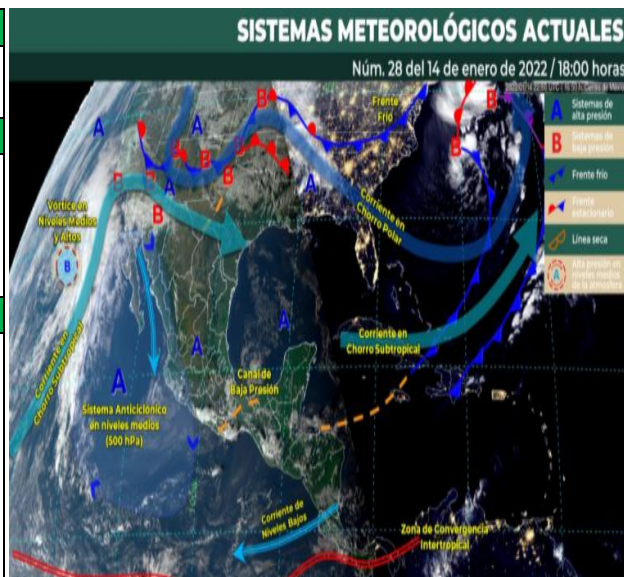 SISTEMAS METEOROLÓGICOS ACTUALES
Núm. 28 del 14 de enero de 2022 / 18:00 horas
A
A
B
Frente
Frío
B
A
Sistemas de
alta presión
B
Sistemas de
baja presión
Frente frío
Frente
estacionario
Línea seca
A
Alta presión en
niveles medios
de la atmosfera
B
B
B
B
B
B
A
A
B
B
Vórtice en
Niveles Medios
y Altos
B
Corriente en
Chorro Polar
Corriente en
Chorro Subtropical
A
A
Corriente en
Chorro Subtropical
A
Sistema Anticiclónico
en niveles medios
(500 hPa)
Canal de
Baja Presión
Corriente de
Niveles Bajos
Zona de Convergencia
Intertropical